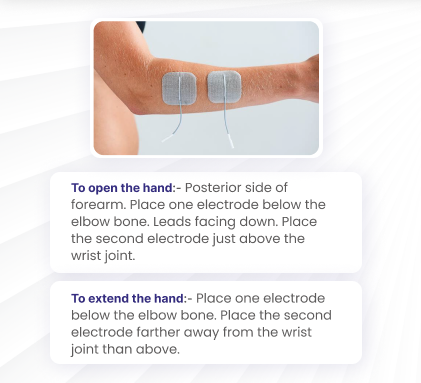 To open the hand:- Posterior side of
forearm. Place one electrode below the
elbow bone. Leads facing down. Place
the second electrode just above the
wrist joint.
To extend the hand:- Place one electrode
below the elbow bone. Place the second
electrode farther away from the wrist
joint than above.